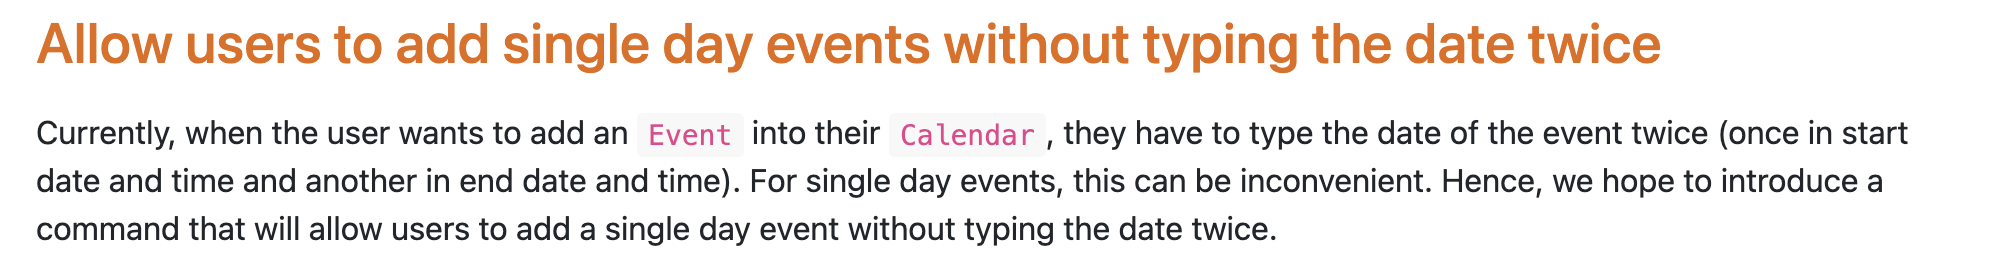 Allow users to add single day events without typing the date twice
Currently, when the user wants to add an Event into their Calendar, they have to type the date of the event twice (once in start
date and time and another in end date and time). For single day events, this can be inconvenient. Hence, we hope to introduce a
command that will allow users to add a single day event without typing the date twice.